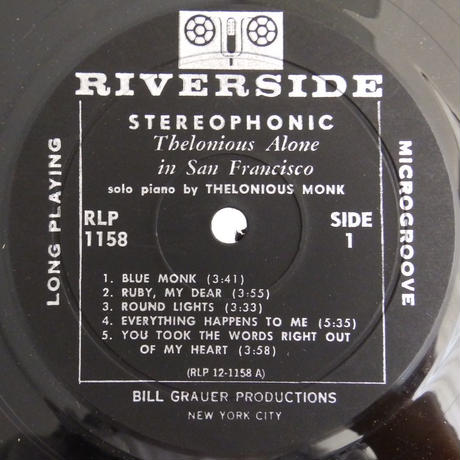 RIVERSIDE
STEREOPHONIC
Thelonious Alone
in San Francisco
solo piano by THELONIOUS MONK
LONG PLAYING
MICROGROOVE
RLP
1158
SIDE
1
1. BLUE MONK (3:41)
2. RUBY, MY DEAR (3:55)
3. ROUND LIGHTS (3:33)
4. EVERYTHING HAPPENS TO ME (5:35)
5. YOU TOOK THE WORDS RIGHT OUT
OF MY HEART (3:58)
(RLP 12-1158 A)
BILL GRAUER PRODUCTIONS
NEW YORK CITY